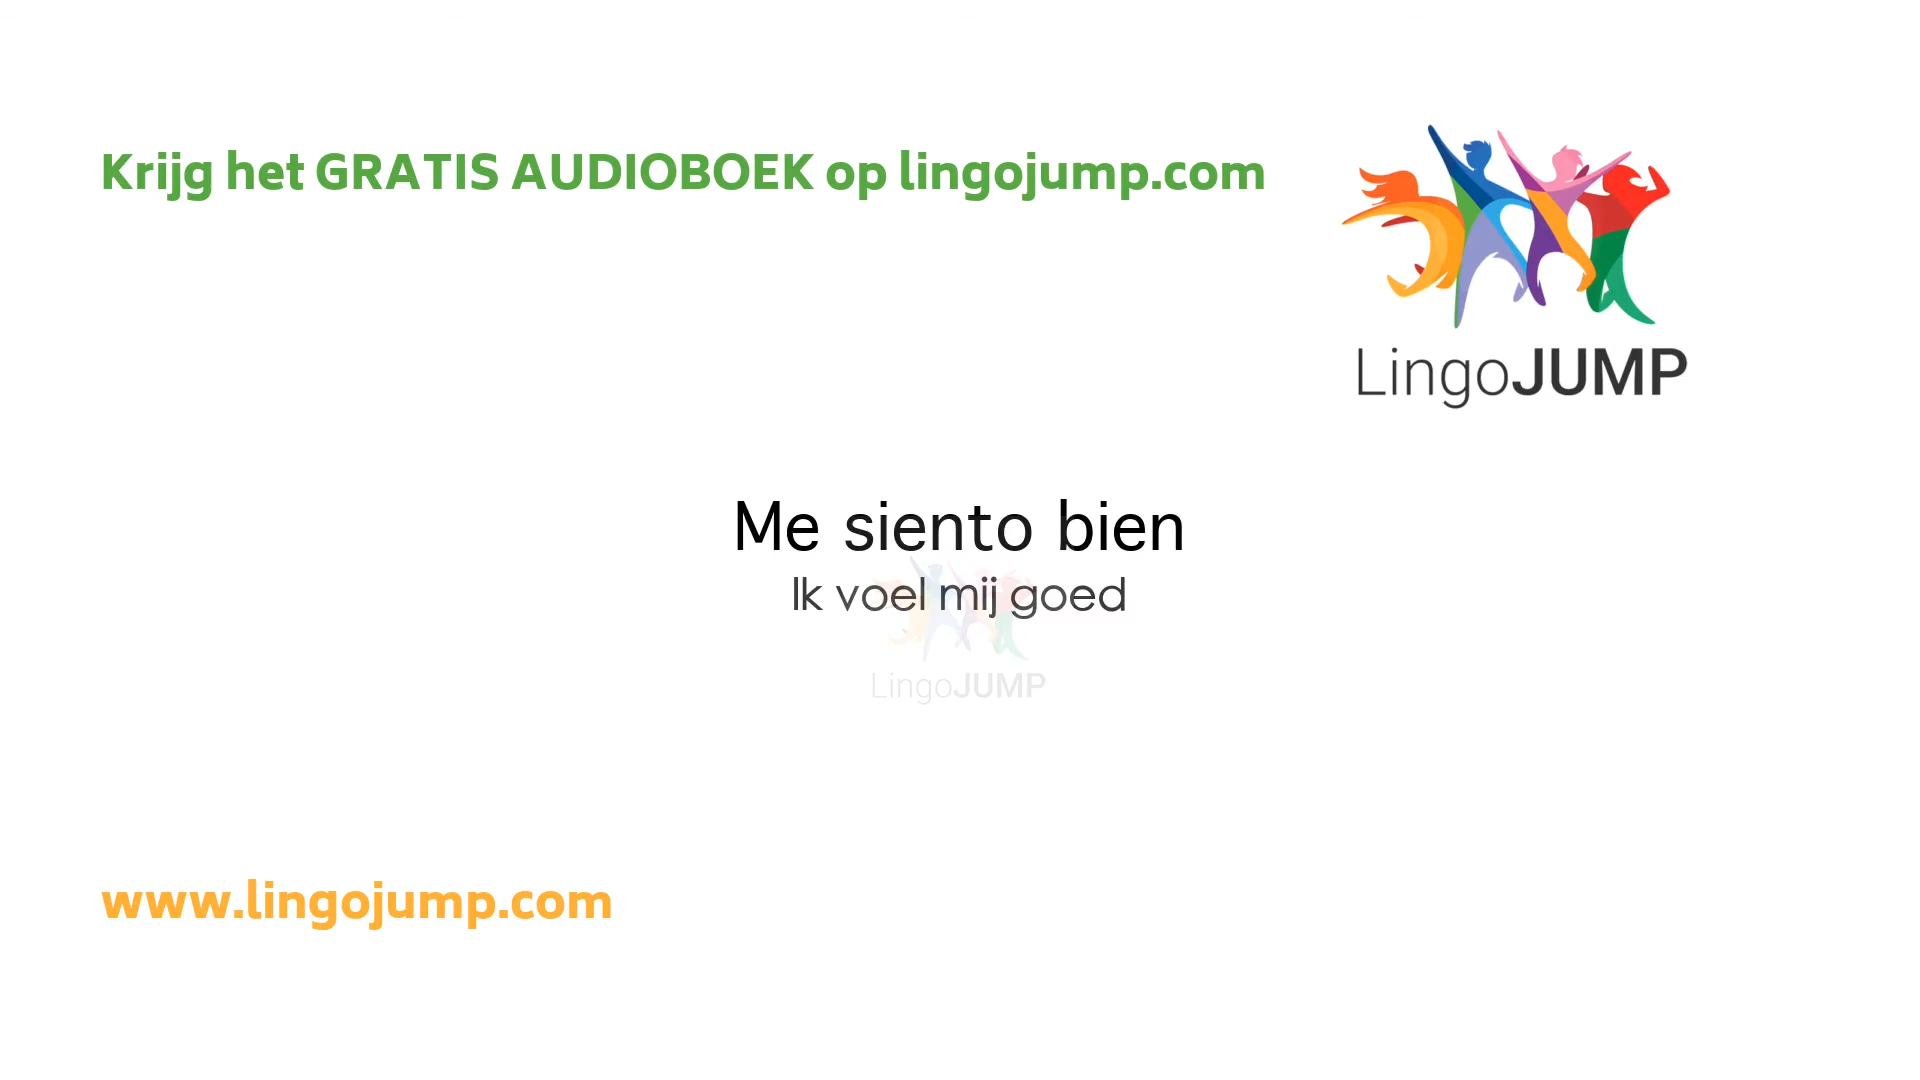 Krijg het GRATIS AUDIOBOEK op lingojump.com
LingoJUMP
Me siento bien
Ik voel mij goed
LingoJUMP
www.lingojump.com